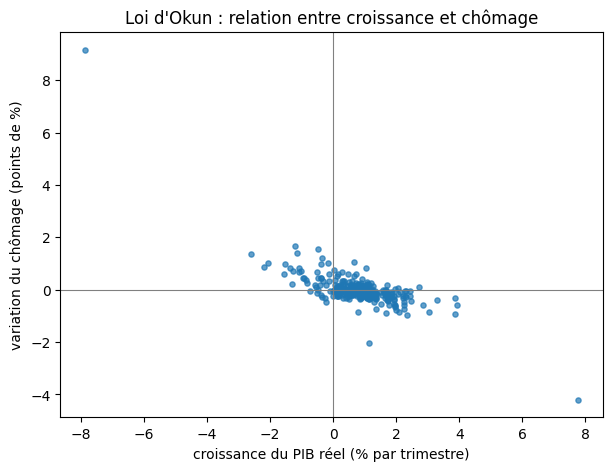 Loi d'Okun : relation entre croissance et chômage
variation du chômage (points de %)
8
6
4
2
0
−2
−4
−8 −6 −4 −2 0 2 4 6 8
croissance du PIB réel (% par trimestre)